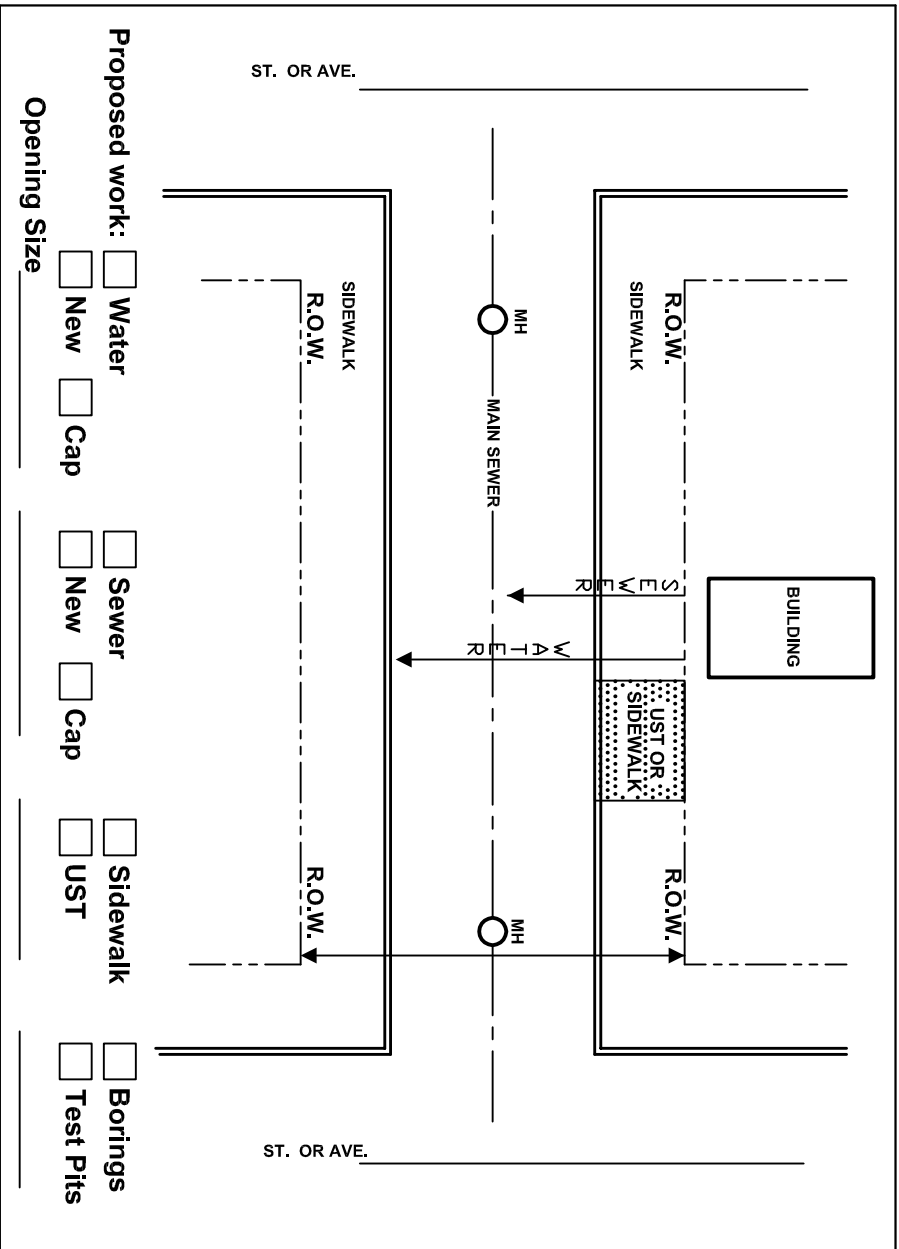 ST. OR AVE.
ST. OR AVE.
BUILDING
R.O.W.
R.O.W.
SIDEWALK
UST OR
SIDEWALK
SEWER
WATER
MH
MH
MAIN SEWER
SIDEWALK
R.O.W.
R.O.W.
Proposed work: Water Sewer Sidewalk Borings
New Cap New Cap UST Test Pits
Opening Size